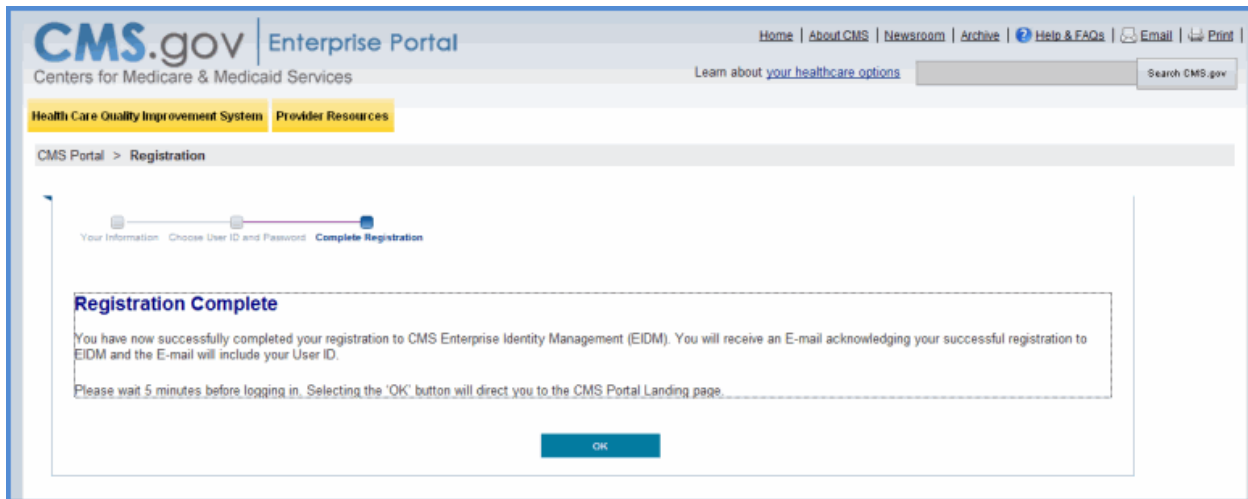 CMS.gov Enterprise Portal
Home | About CMS | Newsroom | Archive | Help & FAQs | Email | Print |
Centers for Medicare & Medicaid Services
Learn about your healthcare options
Search CMS.gov
Health Care Quality Improvement System Provider Resources
CMS Portal > Registration
Your Information Choose User ID and Password Complete Registration
Registration Complete
You have now successfully completed your registration to CMS Enterprise Identity Management (EIDM). You will receive an E-mail acknowledging your successful registration to
EIDM and the E-mail will include your User ID.
Please wait 5 minutes before logging in. Selecting the 'OK' button will direct you to the CMS Portal Landing page.
OK